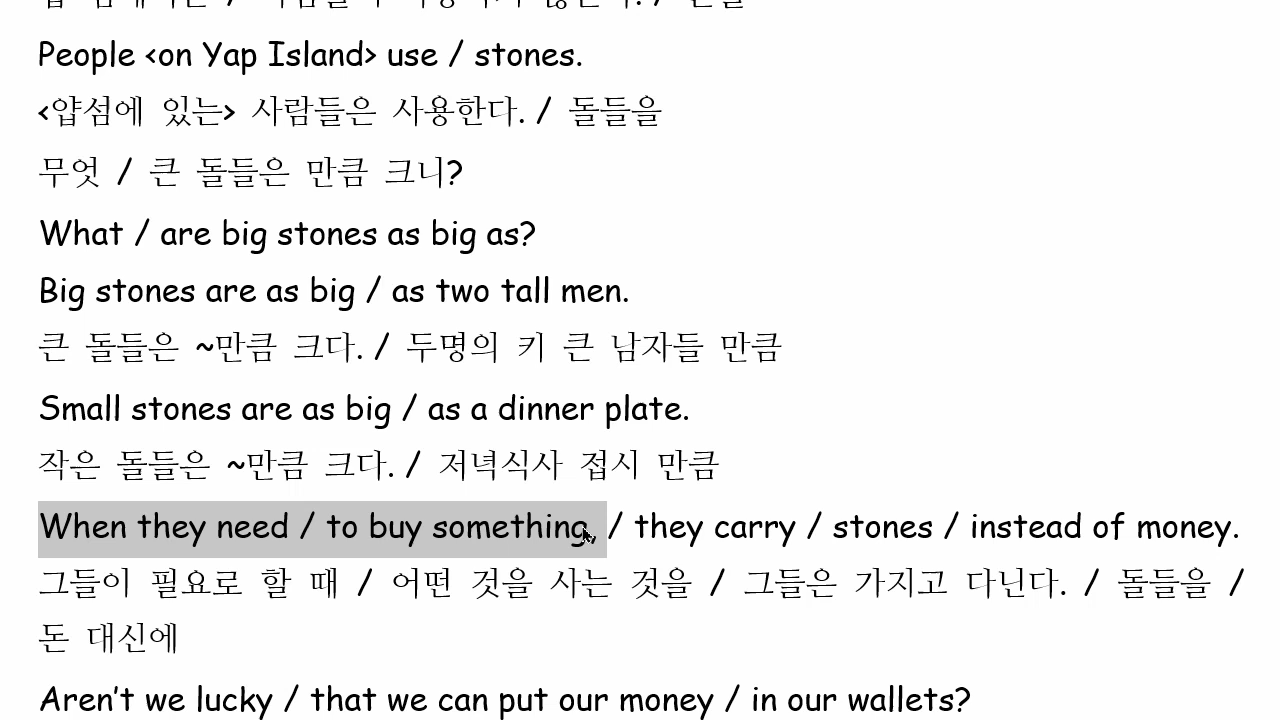 People <on Yap Island> use / stones.
<얍섬에 있는> 사람들은 사용한다. / 돌들을
무엇 / 큰 돌들은 만큼 크니?
What / are big stones as big as?
Big stones are as big / as two tall men.
큰 돌들은 ~만큼 크다. / 두명의 키 큰 남자들 만큼
Small stones are as big / as a dinner plate.
작은 돌들은 ~만큼 크다. / 저녁식사 접시 만큼
When they need / to buy something, / they carry / stones / instead of money.
그들이 필요로 할 때 / 어떤 것을 사는 것을 / 그들은 가지고 다닌다. / 돌들을 /
돈 대신에
Aren't we lucky / that we can put our money / in our wallets?